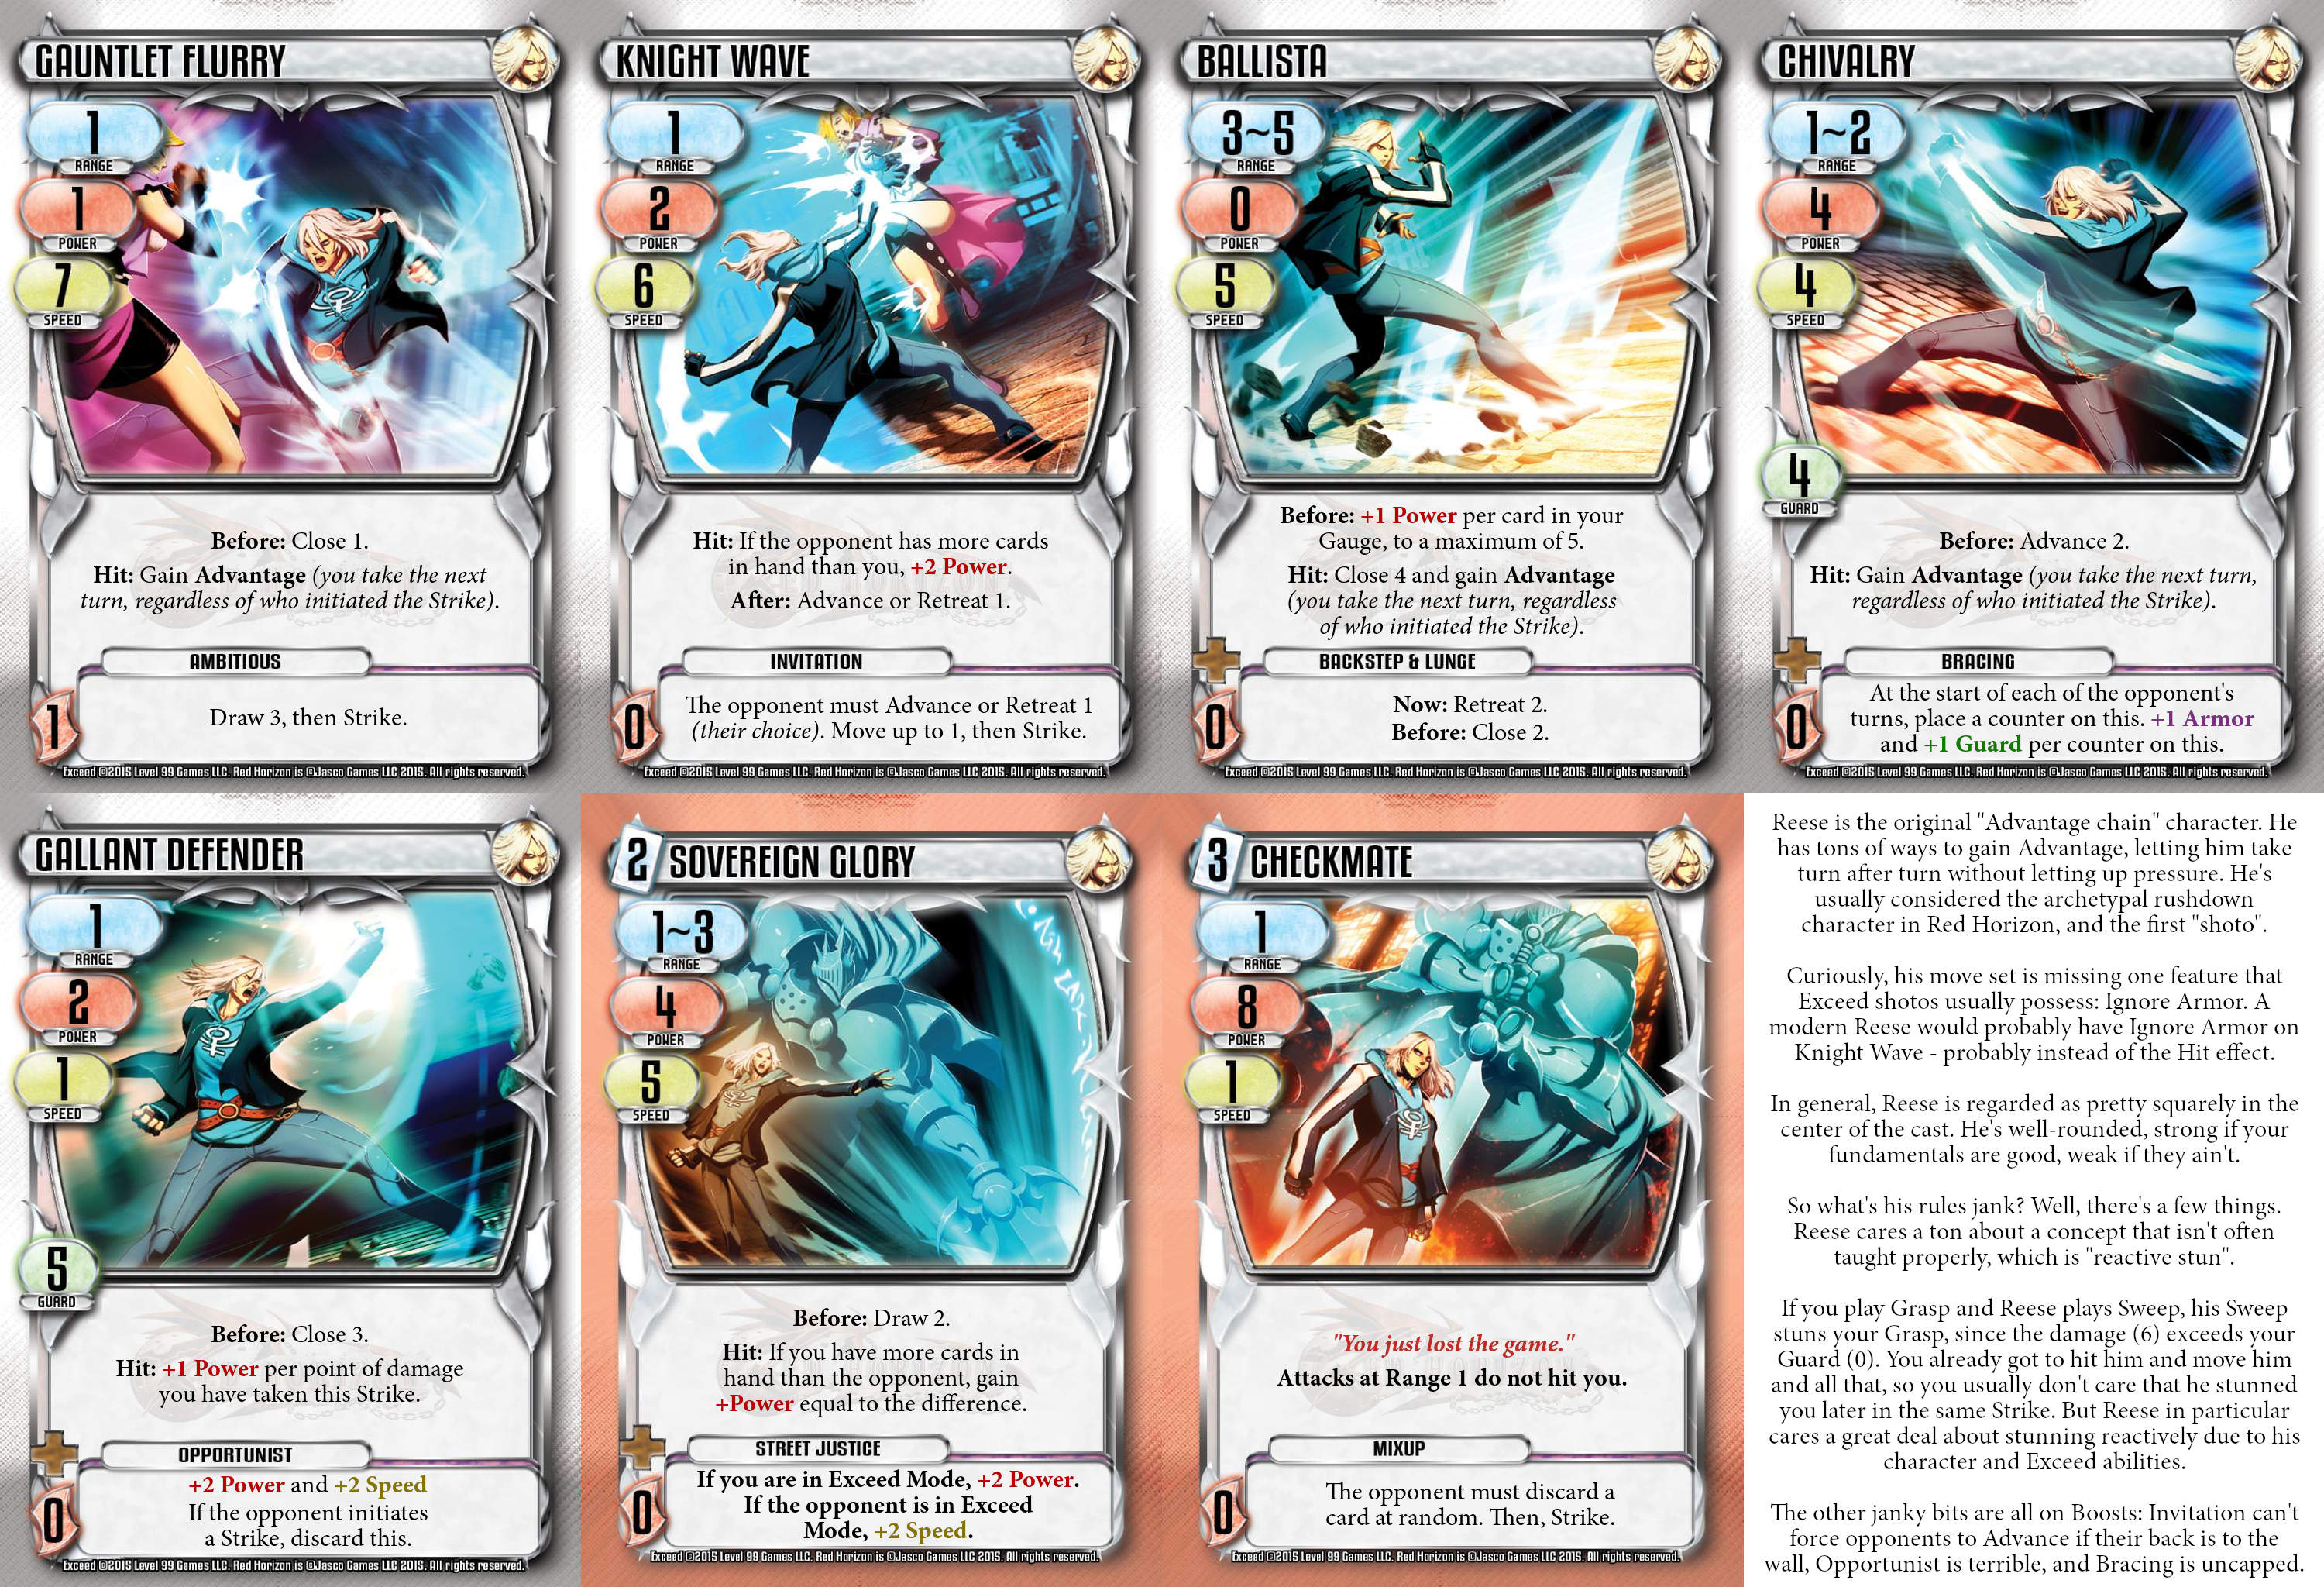 GAUNTLET FLURRY
1
RANGE
1
POWER
7
SPEED
Before: Close 1.
Hit: Gain Advantage (you take the next
turn, regardless of who initiated the Strike).
AMBITIOUS
1
Draw 3, then Strike.
Exceed ©2015 Level 99 Games LLC. Red Horizon is ©Jasco Games LLC 2015. All rights reserved.
KNIGHT WAVE
1
RANGE
2
POWER
6
SPEED
Hit: If the opponent has more cards
in hand than you, +2 Power.
After: Advance or Retreat 1.
INVITATION
0
The opponent must Advance or Retreat 1
(their choice). Move up to 1, then Strike.
Exceed ©2015 Level 99 Games LLC. Red Horizon is ©Jasco Games LLC 2015. All rights reserved.
BALLISTA
3~5
RANGE
0
POWER
5
SPEED
Before: +1 Power per card in your
Gauge, to a maximum of 5.
Hit: Close 4 and gain Advantage
(you take the next turn, regardless
of who initiated the Strike).
BACKSTEP & LUNGE
0
Now: Retreat 2.
Before: Close 2.
Exceed ©2015 Level 99 Games LLC. Red Horizon is ©Jasco Games LLC 2015. All rights reserved.
CHIVALRY
1~2
RANGE
4
POWER
4
SPEED
4
GUARD
Before: Advance 2.
Hit: Gain Advantage (you take the next turn,
regardless of who initiated the Strike).
BRACING
0
At the start of each of the opponent's
turns, place a counter on this. +1 Armor
and +1 Guard per counter on this.
Exceed ©2015 Level 99 Games LLC. Red Horizon is ©Jasco Games LLC 2015. All rights reserved.
GALLANT DEFENDER
1
RANGE
2
POWER
1
SPEED
5
GUARD
Before: Close 3.
Hit: +1 Power per point of damage
you have taken this Strike.
OPPORTUNIST
0
+2 Power and +2 Speed
If the opponent initiates
a Strike, discard this.
Exceed ©2015 Level 99 Games LLC. Red Horizon is ©Jasco Games LLC 2015. All rights reserved.
2 SOVEREIGN GLORY
1~3
RANGE
4
POWER
5
SPEED
Before: Draw 2.
Hit: If you have more cards in
hand than the opponent, gain
+Power equal to the difference.
STREET JUSTICE
0
If you are in Exceed Mode, +2 Power.
If the opponent is in Exceed
Mode, +2 Speed.
Exceed ©2015 Level 99 Games LLC. Red Horizon is ©Jasco Games LLC 2015. All rights reserved.
3 CHECKMATE
1
RANGE
8
POWER
1
SPEED
"You just lost the game."
Attacks at Range 1 do not hit you.
MIXUP
0
The opponent must discard a
card at random. Then, Strike.
Exceed ©2015 Level 99 Games LLC. Red Horizon is ©Jasco Games LLC 2015. All rights reserved.
Reese is the original "Advantage chain" character. He
has tons of ways to gain Advantage, letting him take
turn after turn without letting up pressure. He's
usually considered the archetypal rushdown
character in Red Horizon, and the first "shoto".
Curiously, his move set is missing one feature that
Exceed shotos usually possess: Ignore Armor. A
modern Reese would probably have Ignore Armor on
Knight Wave - probably instead of the Hit effect.
In general, Reese is regarded as pretty squarely in the
center of the cast. He's well-rounded, strong if your
fundamentals are good, weak if they ain't.
So what's his rules jank? Well, there's a few things.
Reese cares a ton about a concept that isn't often
taught properly, which is "reactive stun".
If you play Grasp and Reese plays Sweep, his Sweep
stuns your Grasp, since the damage (6) exceeds your
Guard (0). You already got to hit him and move him
and all that, so you usually don't care that he stunned
you later in the same Strike. But Reese in particular
cares a great deal about stunning reactively due to his
character and Exceed abilities.
The other janky bits are all on Boosts: Invitation can't
force opponents to Advance if their back is to the
wall, Opportunist is terrible, and Bracing is uncapped.